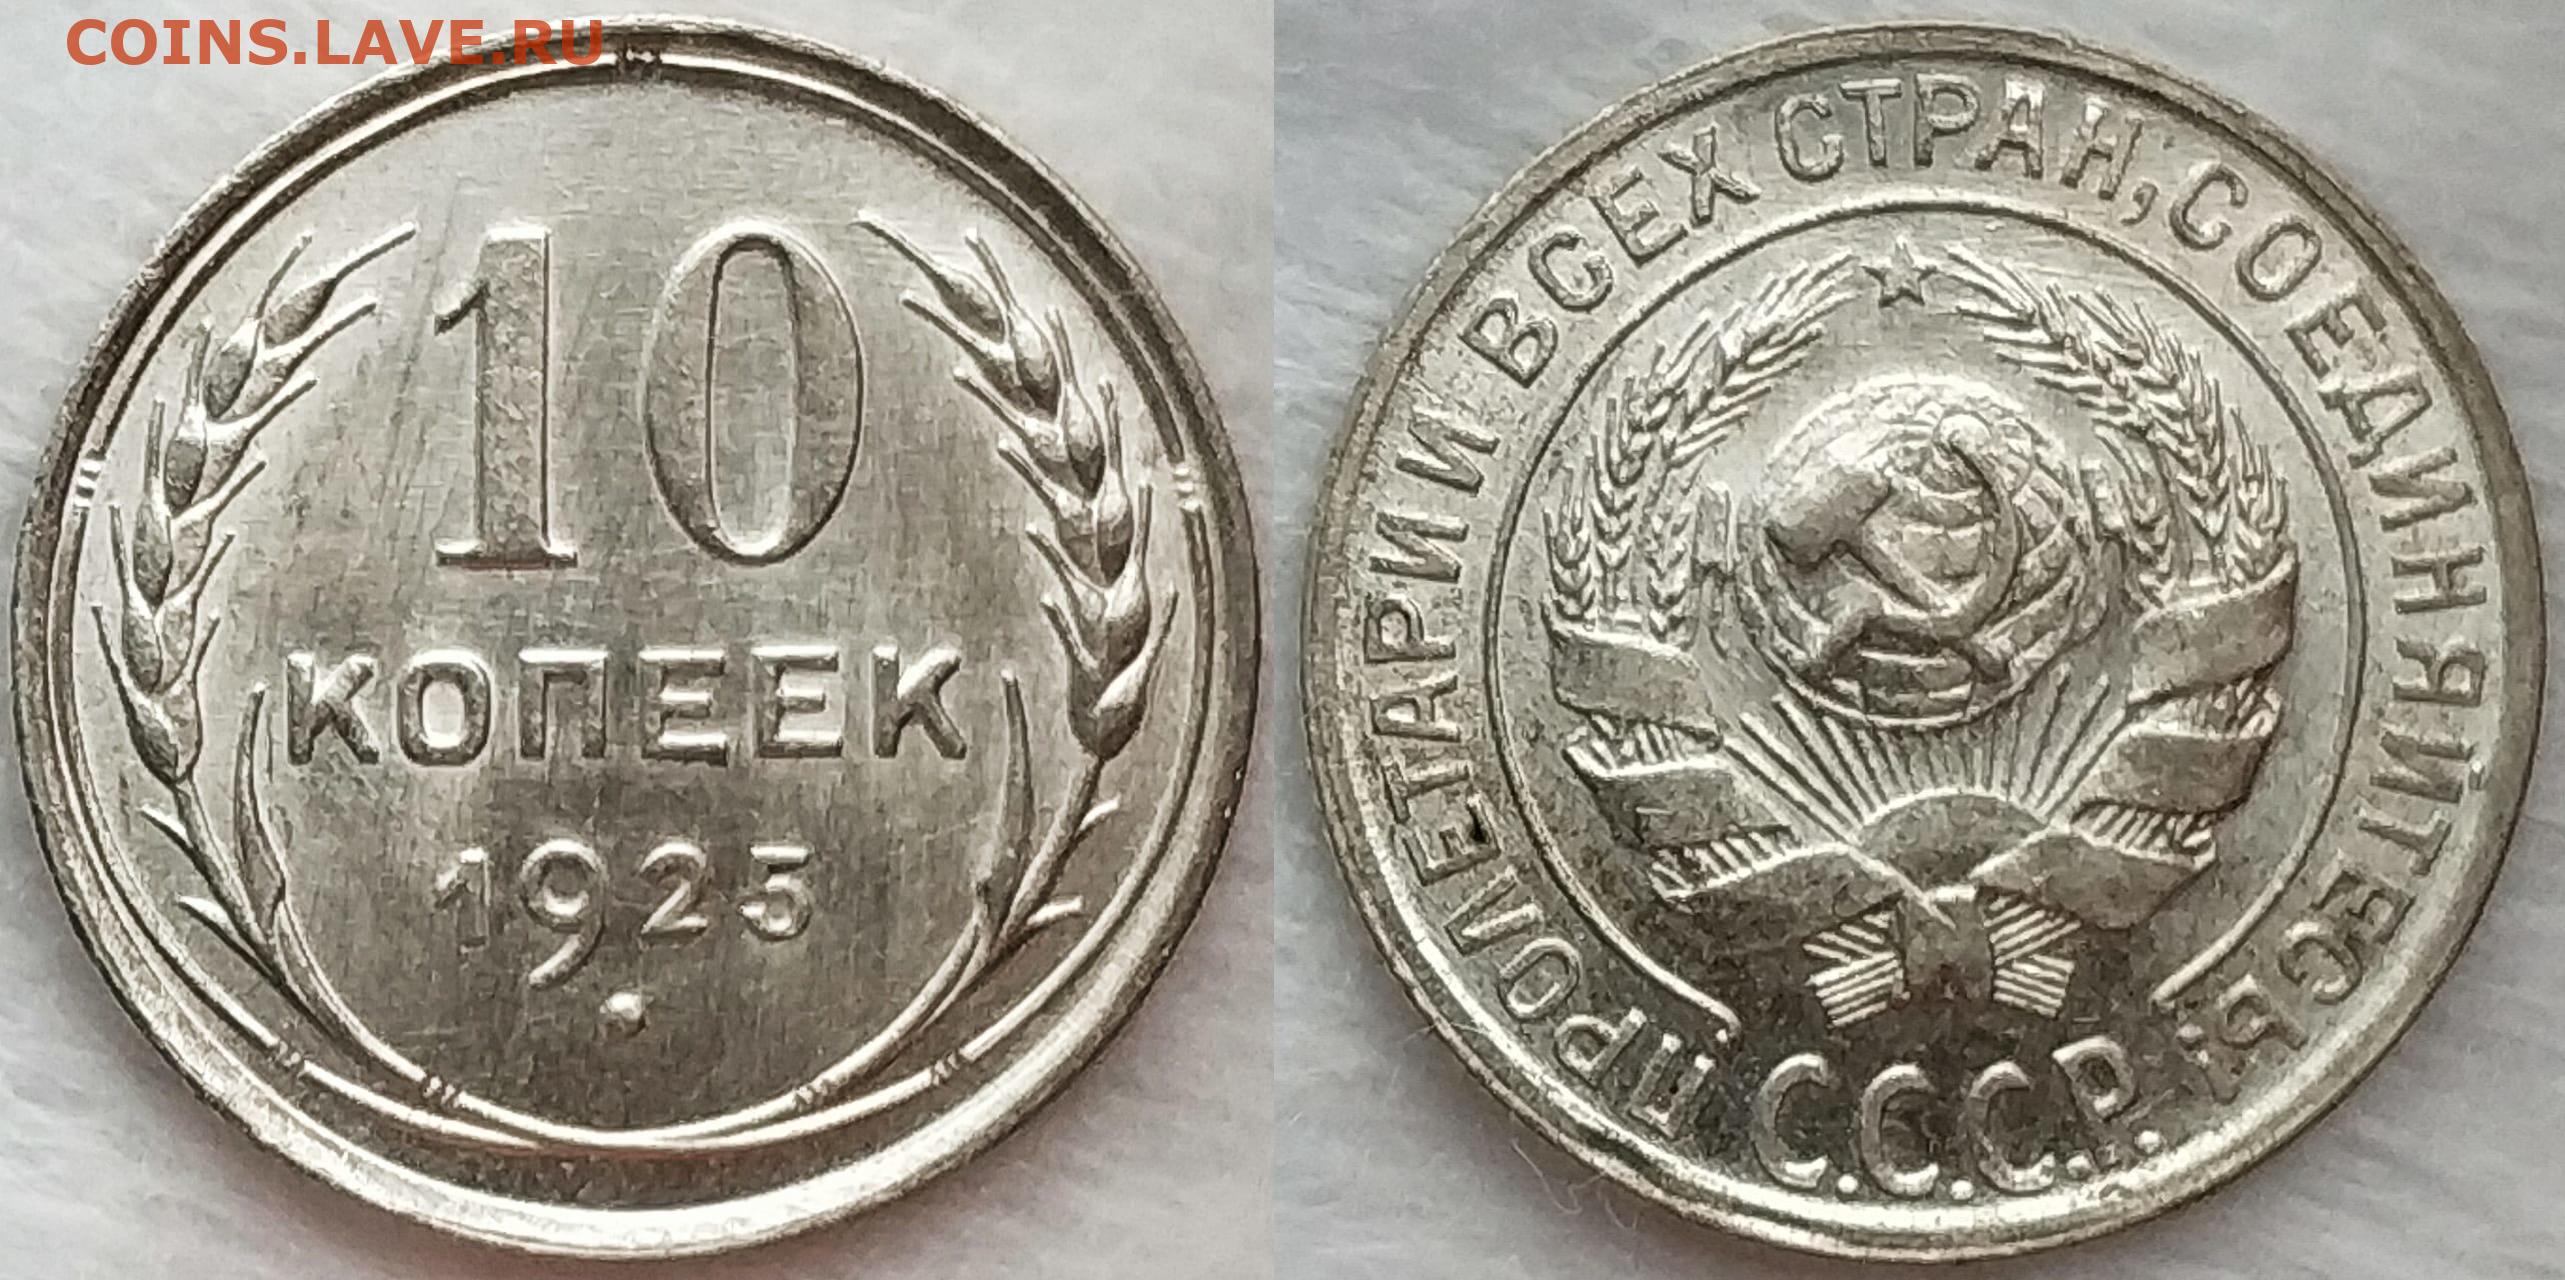 COINS.LAVE.RU
10
КОПЕЕК
1925
ПРОЛЕТАРИИ ВСЕХ СТРАН, СОЕДИНЯЙТЕСЬ!
С.С.С.Р.